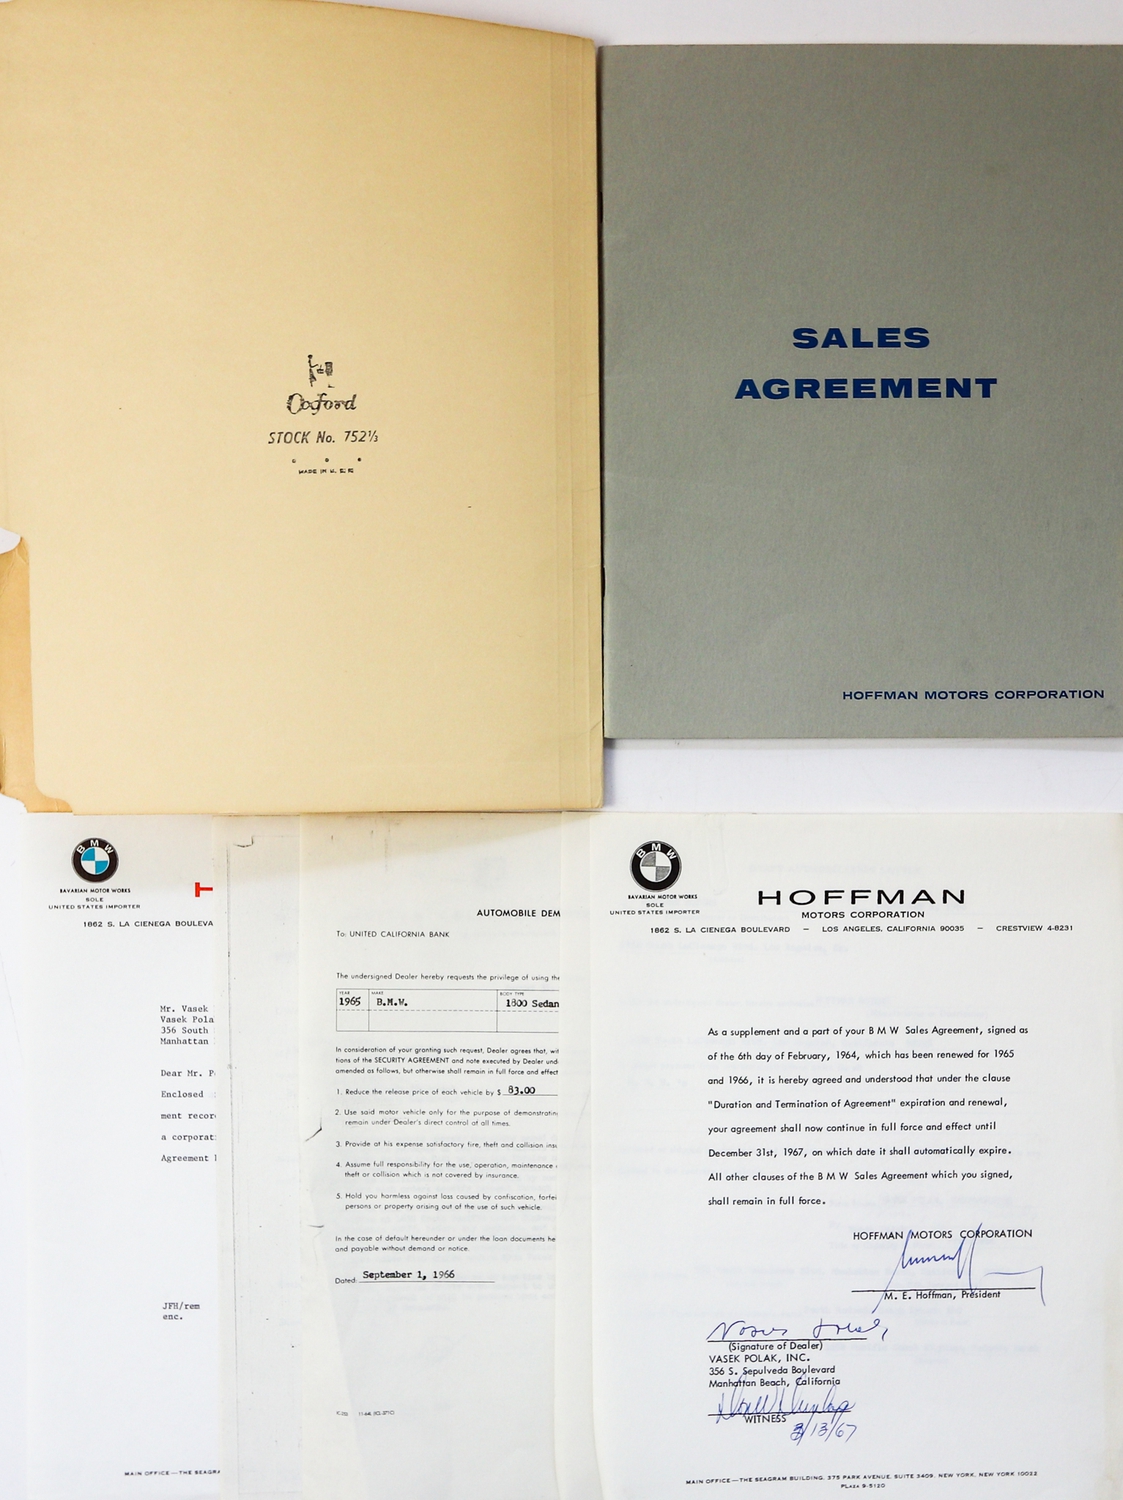 Oxford
STOCK No. 752⅓
MADE IN U.S.A.
SALES
AGREEMENT
HOFFMAN MOTORS CORPORATION
BMW
BAVARIAN MOTOR WORKS
SOLE
UNITED STATES IMPORTER
1862 S. LA CIENEGA BOULEVA
Mr. Vasek
Vasek Pola
356 South
Manhattan
Dear Mr. P
Enclosed
ment recor
a corporat
Agreement
JFH/rem
enc.
MAIN OFFICE—THE SEAGRA
AUTOMOBILE DEM
To: UNITED CALIFORNIA BANK
The undersigned Dealer hereby requests the privilege of using the
YEAR MAKE BODY TYPE
1965 B.M.W. 1800 Sedan
In consideration of your granting such request, Dealer agrees that, wit
tions of the SECURITY AGREEMENT and note executed by Dealer und
amended as follows, but otherwise shall remain in full force and effect
1. Reduce the release price of each vehicle by $ 83.00
2. Use said motor vehicle only for the purpose of demonstratin
remain under Dealer's direct control at all times.
3. Provide at his expense satisfactory fire, theft and collision insu
4. Assume full responsibility for the use, operation, maintenance
theft or collision which is not covered by insurance.
5. Hold you harmless against loss caused by confiscation, forfei
persons or property arising out of the use of such vehicle.
In the case of default hereunder or under the loan documents he
and payable without demand or notice.
Dated: September 1, 1966
BMW
BAVARIAN MOTOR WORKS
SOLE
UNITED STATES IMPORTER
HOFFMAN
MOTORS CORPORATION
1862 S. LA CIENEGA BOULEVARD — LOS ANGELES, CALIFORNIA 90035 — CRESTVIEW 4-8231
As a supplement and a part of your B M W Sales Agreement, signed as
of the 6th day of February, 1964, which has been renewed for 1965
and 1966, it is hereby agreed and understood that under the clause
"Duration and Termination of Agreement" expiration and renewal,
your agreement shall now continue in full force and effect until
December 31st, 1967, on which date it shall automatically expire.
All other clauses of the B M W Sales Agreement which you signed,
shall remain in full force.
HOFFMAN MOTORS CORPORATION
M. E. Hoffman, President
(Signature of Dealer)
VASEK POLAK, INC.
356 S. Sepulveda Boulevard
Manhattan Beach, California
WITNESS
3/13/67
MAIN OFFICE—THE SEAGRAM BUILDING, 375 PARK AVENUE, SUITE 3409, NEW YORK, NEW YORK 10022
PLAZA 9-5120